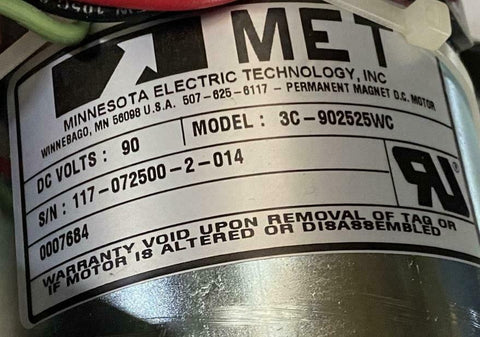 MET
MINNESOTA ELECTRIC TECHNOLOGY, INC
WINNEBAGO, MN 56098 U.S.A. 507-625-6117 - PERMANENT MAGNET D.C. MOTOR
DC VOLTS: 90 MODEL: 3C-902525WC
S/N: 117-072500-2-014
0007684
WARRANTY VOID UPON REMOVAL OF TAG OR
IF MOTOR IS ALTERED OR DISASSEMBLED